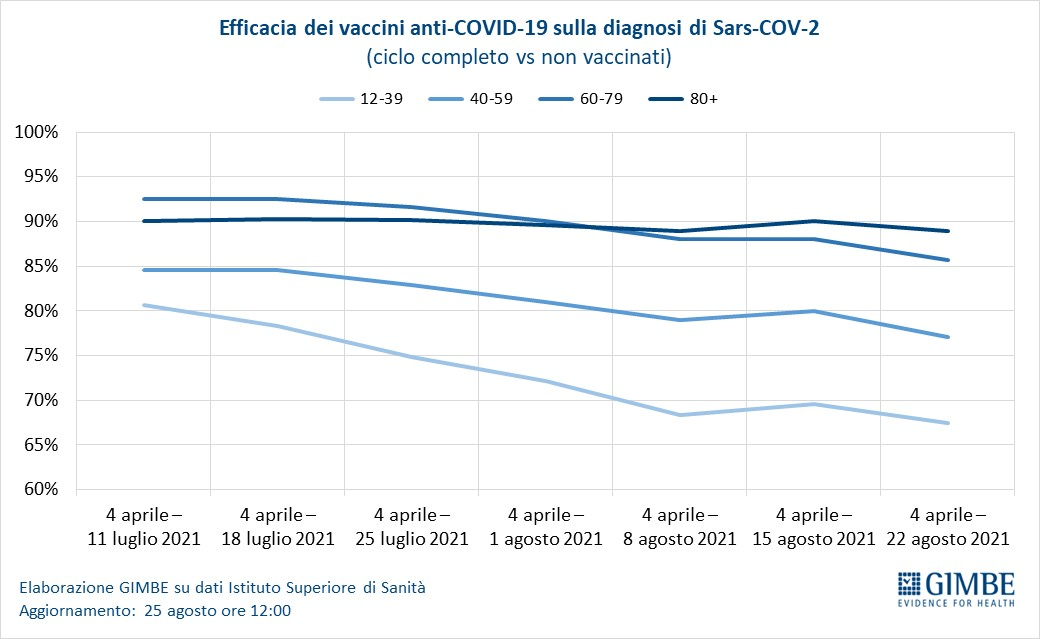 Efficacia dei vaccini anti-COVID-19 sulla diagnosi di Sars-COV-2
(ciclo completo vs non vaccinati)
12-39 40-59 60-79 80+
100%
95%
90%
85%
80%
75%
70%
65%
60%
4 aprile – 4 aprile – 4 aprile – 4 aprile – 4 aprile – 4 aprile – 4 aprile –
11 luglio 2021 18 luglio 2021 25 luglio 2021 1 agosto 2021 8 agosto 2021 15 agosto 2021 22 agosto 2021
Elaborazione GIMBE su dati Istituto Superiore di Sanità
Aggiornamento: 25 agosto ore 12:00
GIMBE
EVIDENCE FOR HEALTH